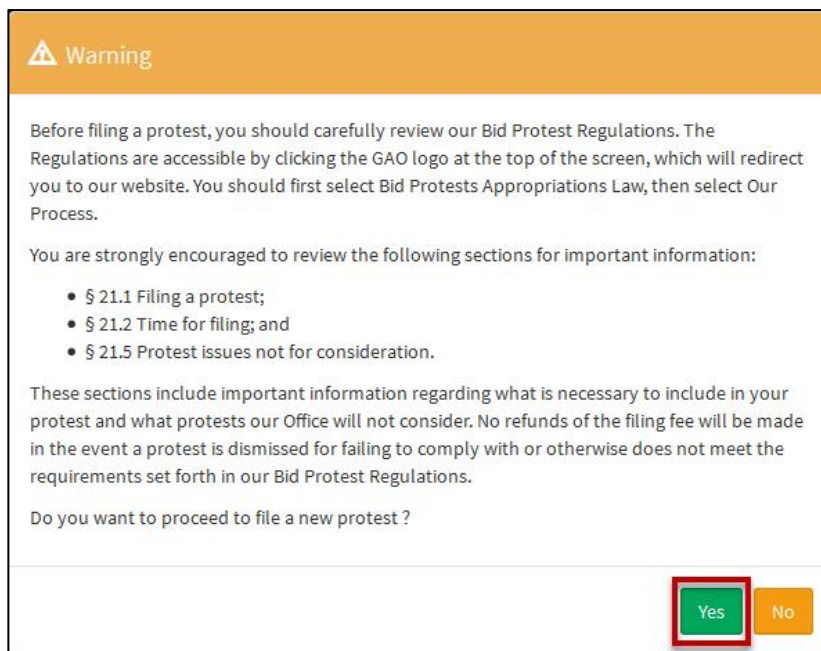 Warning
Before filing a protest, you should carefully review our Bid Protest Regulations. The
Regulations are accessible by clicking the GAO logo at the top of the screen, which will redirect
you to our website. You should first select Bid Protests Appropriations Law, then select Our
Process.
You are strongly encouraged to review the following sections for important information:
• § 21.1 Filing a protest;
• § 21.2 Time for filing; and
• § 21.5 Protest issues not for consideration.
These sections include important information regarding what is necessary to include in your
protest and what protests our Office will not consider. No refunds of the filing fee will be made
in the event a protest is dismissed for failing to comply with or otherwise does not meet the
requirements set forth in our Bid Protest Regulations.
Do you want to proceed to file a new protest ?
Yes No